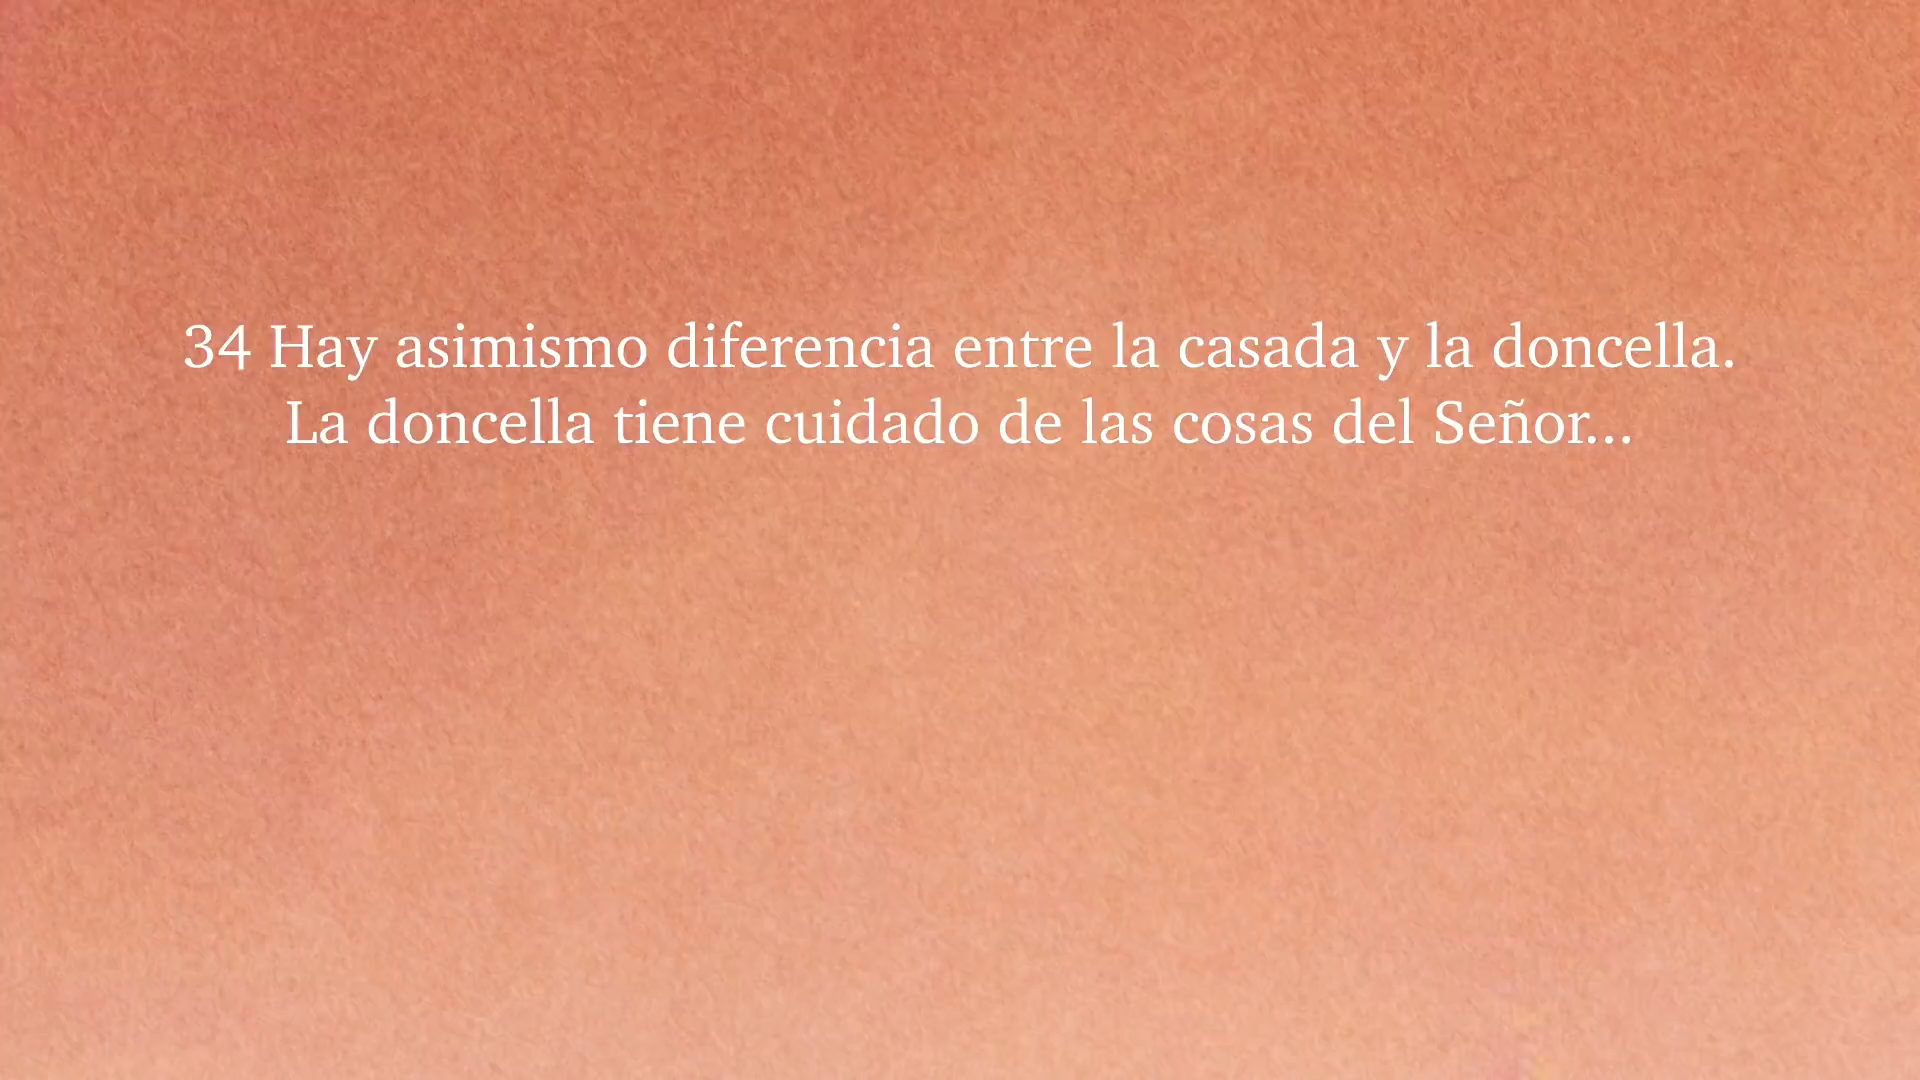 34 Hay asimismo diferencia entre la casada y la doncella.
La doncella tiene cuidado de las cosas del Señor...